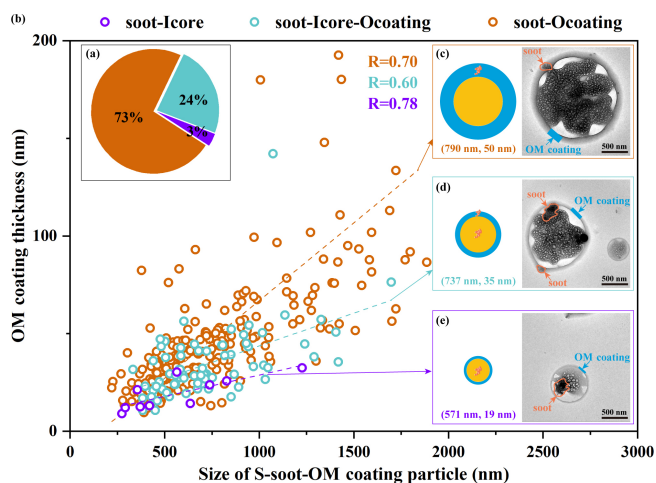 (b)
soot-Icore
soot-Icore-Ocoating
soot-Ocoating
200
150
100
50
0
OM coating thickness (nm)
(a)
73%
24%
3%
R=0.70
R=0.60
R=0.78
(c)
(790 nm, 50 nm)
soot
OM coating
500 nm
(d)
(737 nm, 35 nm)
soot
OM coating
soot
500 nm
(e)
(571 nm, 19 nm)
OM coating
soot
500 nm
0 500 1000 1500 2000 2500 3000
Size of S-soot-OM coating particle (nm)